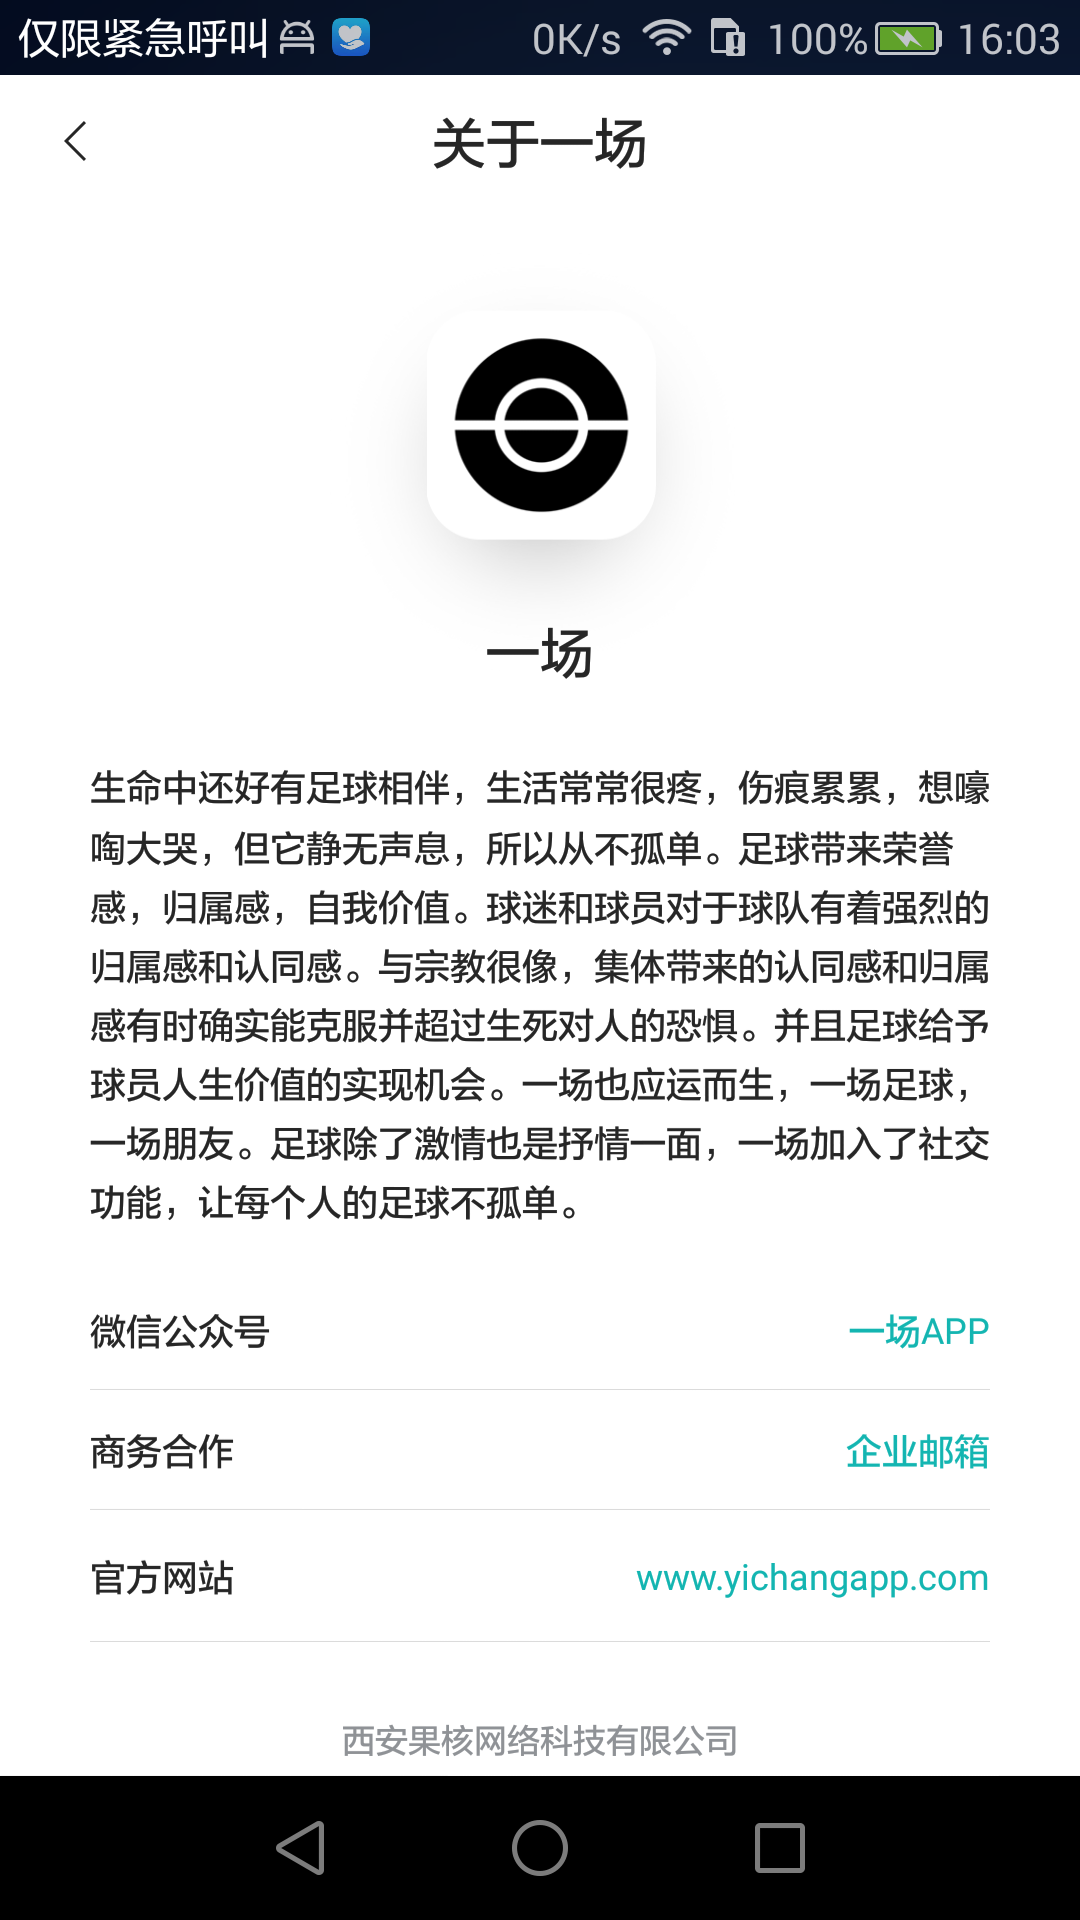 仅限紧急呼叫 0K/s 100% 16:03
关于一场
一场
生命中还好有足球相伴，生活常常很疼，伤痕累累，想嚎
啕大哭，但它静无声息，所以从不孤单。足球带来荣誉
感，归属感，自我价值。球迷和球员对于球队有着强烈的
归属感和认同感。与宗教很像，集体带来的认同感和归属
感有时确实能克服并超过生死对人的恐惧。并且足球给予
球员人生价值的实现机会。一场也应运而生，一场足球，
一场朋友。足球除了激情也是抒情一面，一场加入了社交
功能，让每个人的足球不孤单。
微信公众号 一场APP
商务合作 企业邮箱
官方网站 www.yichangapp.com
西安果核网络科技有限公司